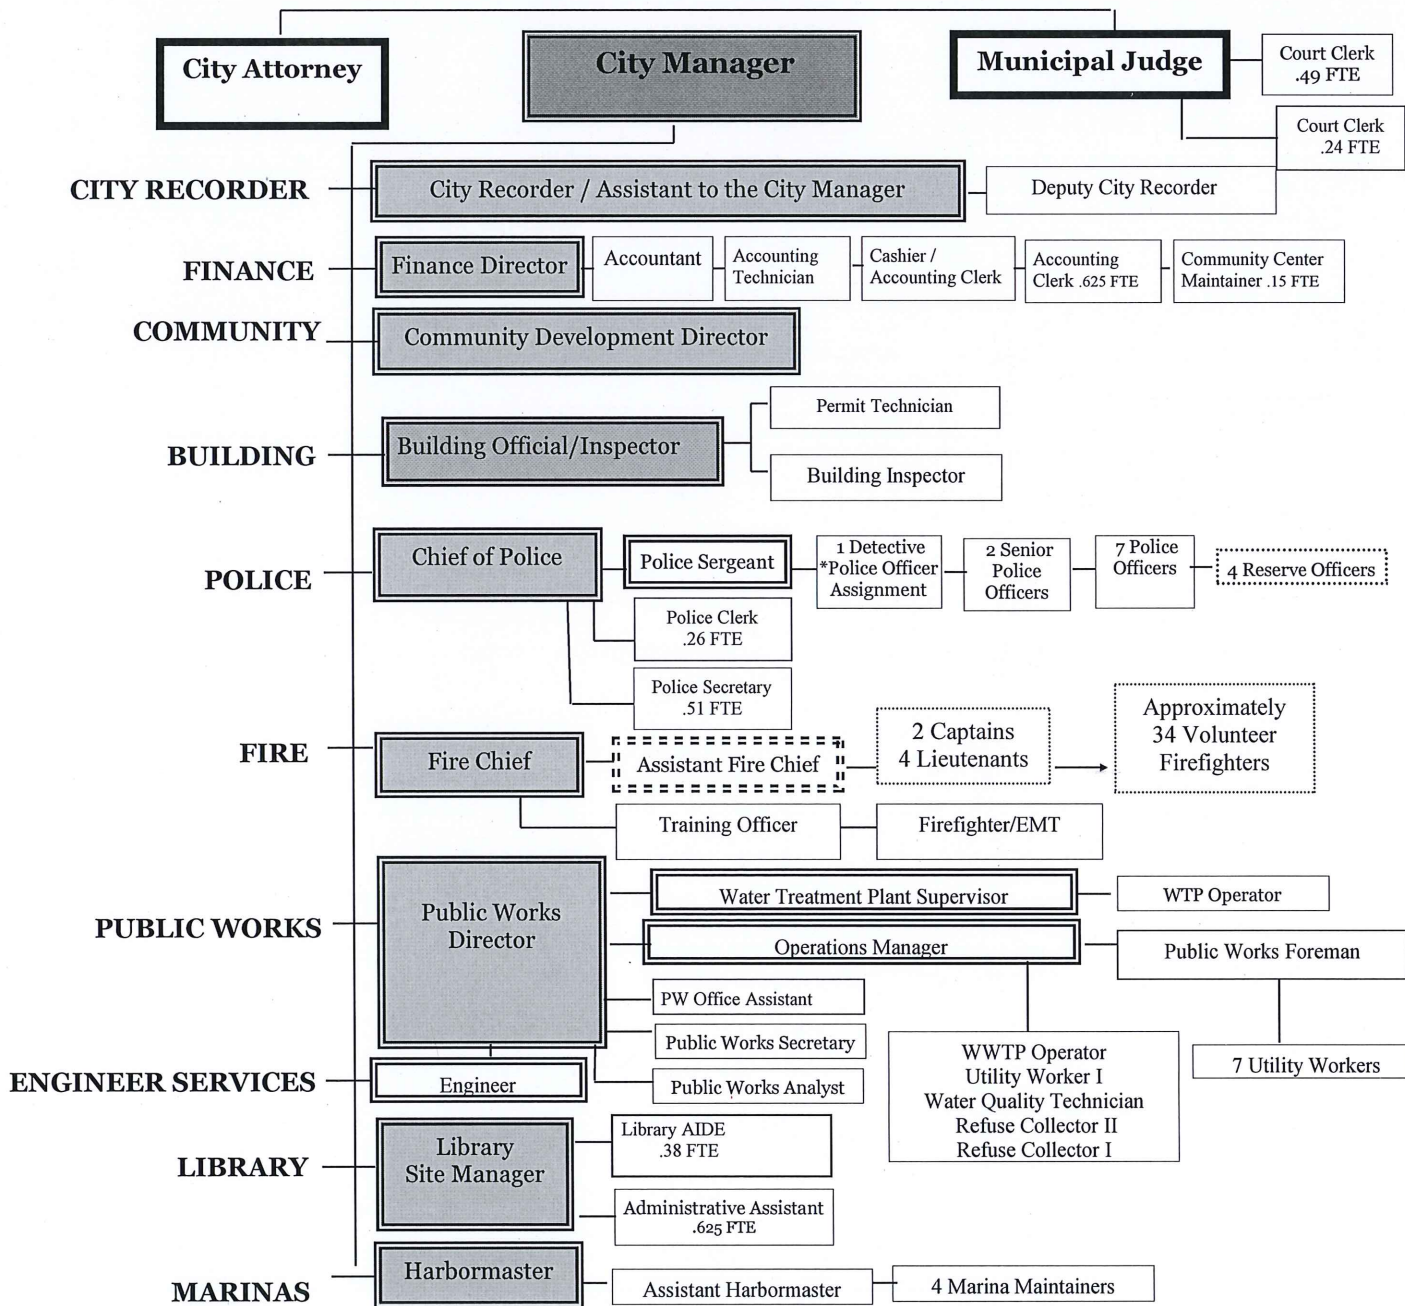 City Attorney
City Manager
Municipal Judge
Court Clerk
.49 FTE
Court Clerk
.24 FTE
CITY RECORDER
City Recorder / Assistant to the City Manager
Deputy City Recorder
FINANCE
Finance Director
Accountant
Accounting
Technician
Cashier /
Accounting Clerk
Accounting
Clerk .625 FTE
Community Center
Maintainer .15 FTE
COMMUNITY
Community Development Director
BUILDING
Building Official/Inspector
Permit Technician
Building Inspector
POLICE
Chief of Police
Police Sergeant
1 Detective
*Police Officer
Assignment
2 Senior
Police
Officers
7 Police
Officers
4 Reserve Officers
Police Clerk
.26 FTE
Police Secretary
.51 FTE
FIRE
Fire Chief
Assistant Fire Chief
2 Captains
4 Lieutenants
Approximately
34 Volunteer
Firefighters
Training Officer
Firefighter/EMT
PUBLIC WORKS
Public Works
Director
Water Treatment Plant Supervisor
WTP Operator
Operations Manager
Public Works Foreman
PW Office Assistant
Public Works Secretary
Public Works Analyst
WWTP Operator
Utility Worker I
Water Quality Technician
Refuse Collector II
Refuse Collector I
7 Utility Workers
ENGINEER SERVICES
Engineer
LIBRARY
Library
Site Manager
Library AIDE
.38 FTE
Administrative Assistant
.625 FTE
MARINAS
Harbormaster
Assistant Harbormaster
4 Marina Maintainers